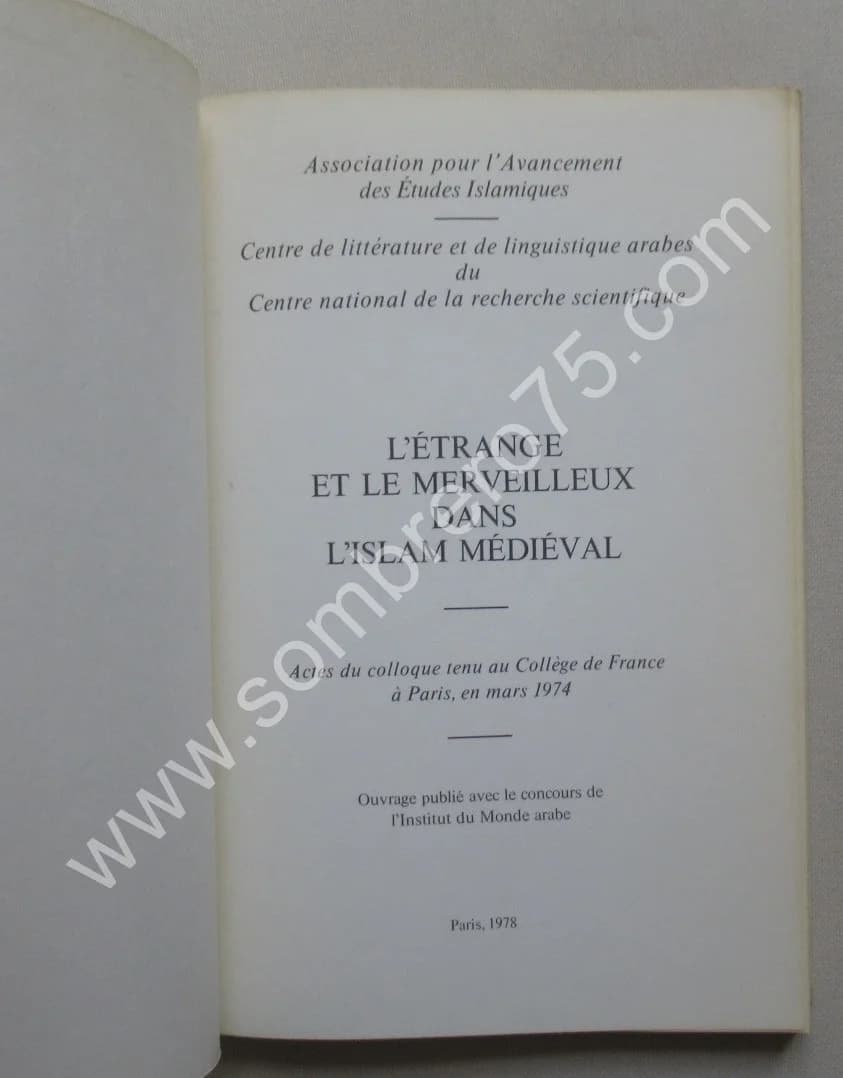 Association pour l'Avancement
des Études Islamiques
Centre de littérature et de linguistique arabes
du
Centre national de la recherche scientifique
L'ÉTRANGE
ET LE MERVEILLEUX
DANS
L'ISLAM MÉDIÉVAL
Actes du colloque tenu au Collège de France
à Paris, en mars 1974
Ouvrage publié avec le concours de
l'Institut du Monde arabe
Paris, 1978
www.sombrero75.com